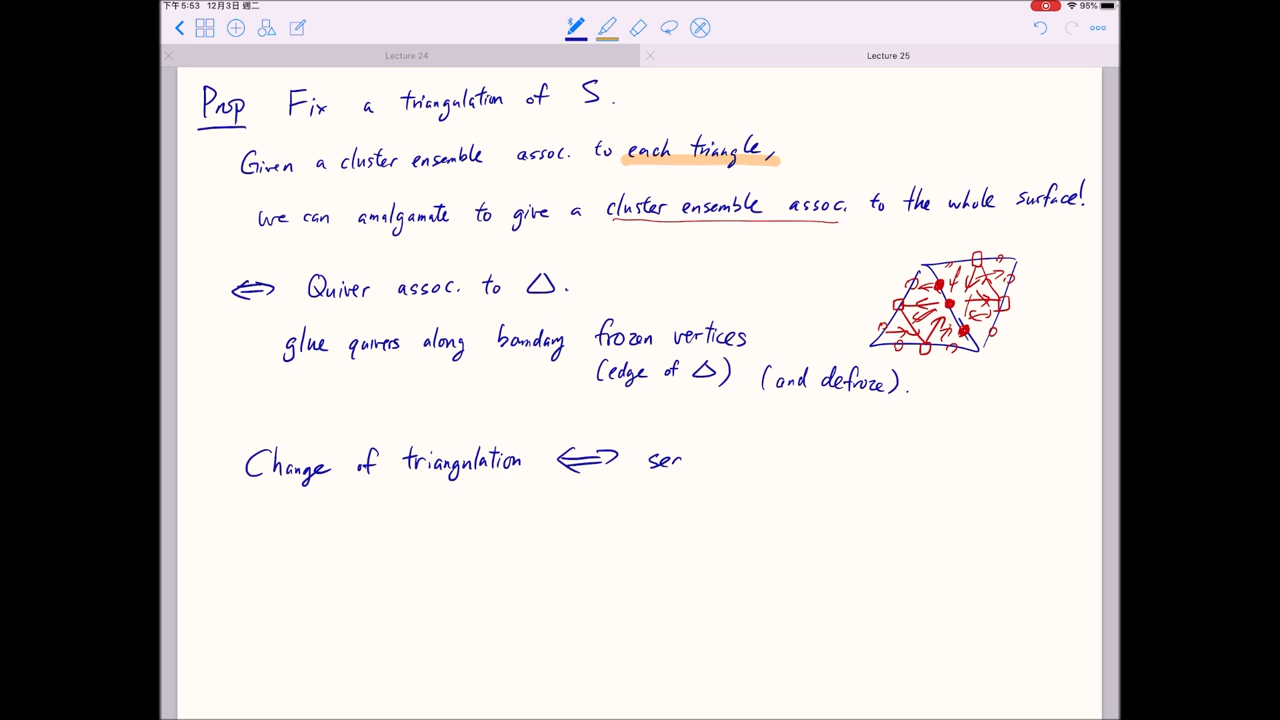 下午5:53 12月3日 週二
95%
Lecture 24
Lecture 25
Prop Fix a triangulation of S.
Given a cluster ensemble assoc. to each triangle,
we can amalgamate to give a cluster ensemble assoc. to the whole surface!
⟺ Quiver assoc. to △.
glue quivers along boundary frozen vertices
(edge of △) (and defroze).
Change of triangulation ⟺ ser